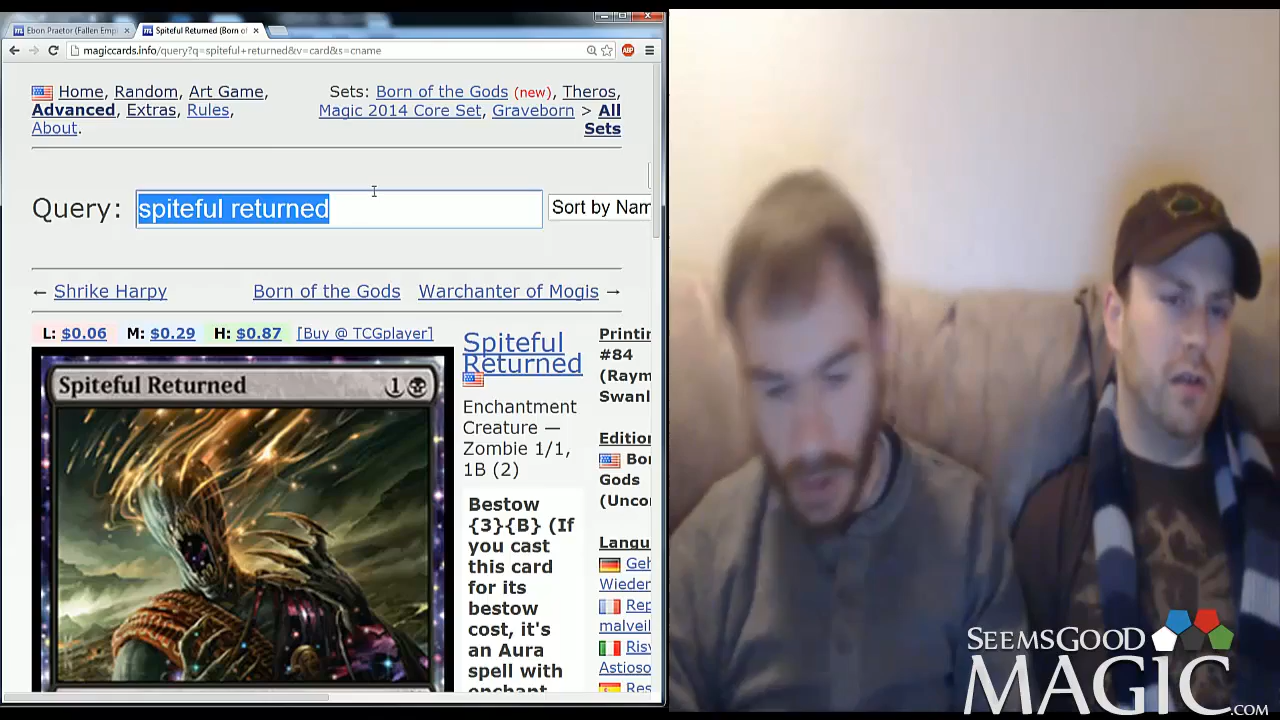 Ebon Praetor (Fallen Emp
Spiteful Returned (Born of
magiccards.info/query?q=spiteful+returned&v=card&s=cname
ABP
Home, Random, Art Game,
Advanced, Extras, Rules,
About.
Sets: Born of the Gods (new), Theros,
Magic 2014 Core Set, Graveborn > All
Sets
Query: spiteful returned
Sort by Nam
← Shrike Harpy
Born of the Gods
Warchanter of Mogis →
L: $0.06 M: $0.29 H: $0.87 [Buy @ TCGplayer]
Spiteful Returned 1
Spiteful
Returned
Enchantment
Creature —
Zombie 1/1,
1B (2)
Bestow
{3}{B} (If
you cast
this card
for its
bestow
cost, it's
an Aura
spell with
enchant
Printin
#84
(Raym
Swanl
Edition
Bor
Gods
(Unco
Langu
Geh
Wieder
Rep
malveil
Risv
Astioso
Res
SEEMSGOOD
MAGIC.COM